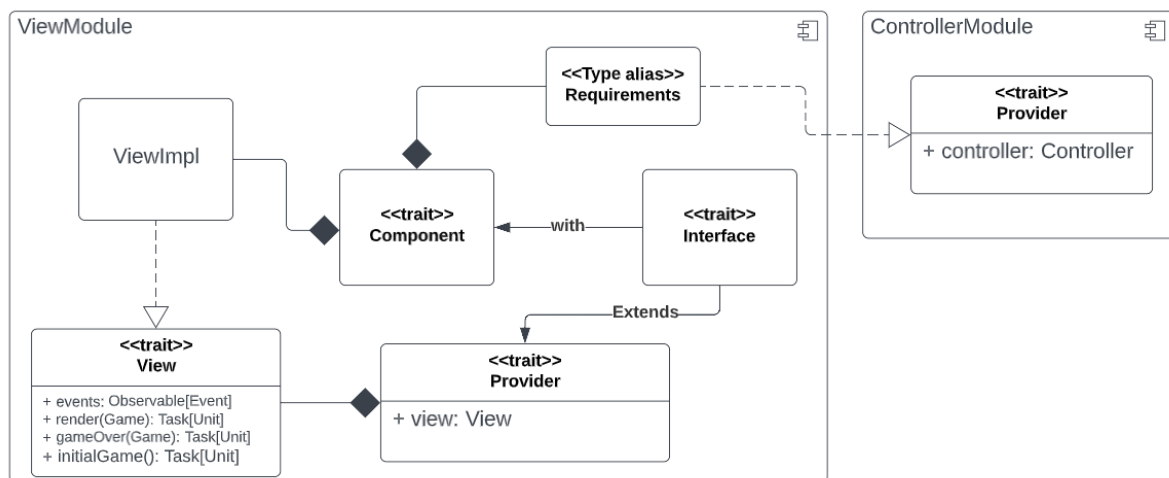 ViewModule
ControllerModule
<<Type alias>>
Requirements
<<trait>>
Provider
+ controller: Controller
ViewImpl
<<trait>>
Component
with
<<trait>>
Interface
Extends
<<trait>>
View
+ events: Observable[Event]
+ render(Game): Task[Unit]
+ gameOver(Game): Task[Unit]
+ initialGame(): Task[Unit]
<<trait>>
Provider
+ view: View